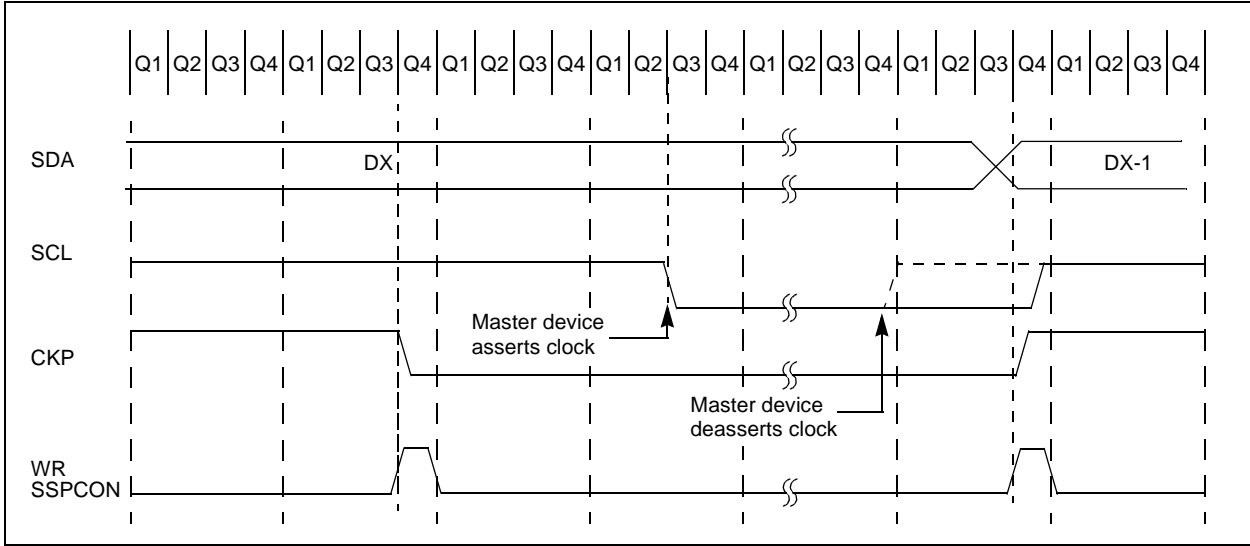 Q1 Q2 Q3 Q4 Q1 Q2 Q3 Q4 Q1 Q2 Q3 Q4 Q1 Q2 Q3 Q4 Q1 Q2 Q3 Q4 Q1 Q2 Q3 Q4 Q1 Q2 Q3 Q4
SDA
DX
DX-1
SCL
Master device
asserts clock
CKP
Master device
deasserts clock
WR
SSPCON